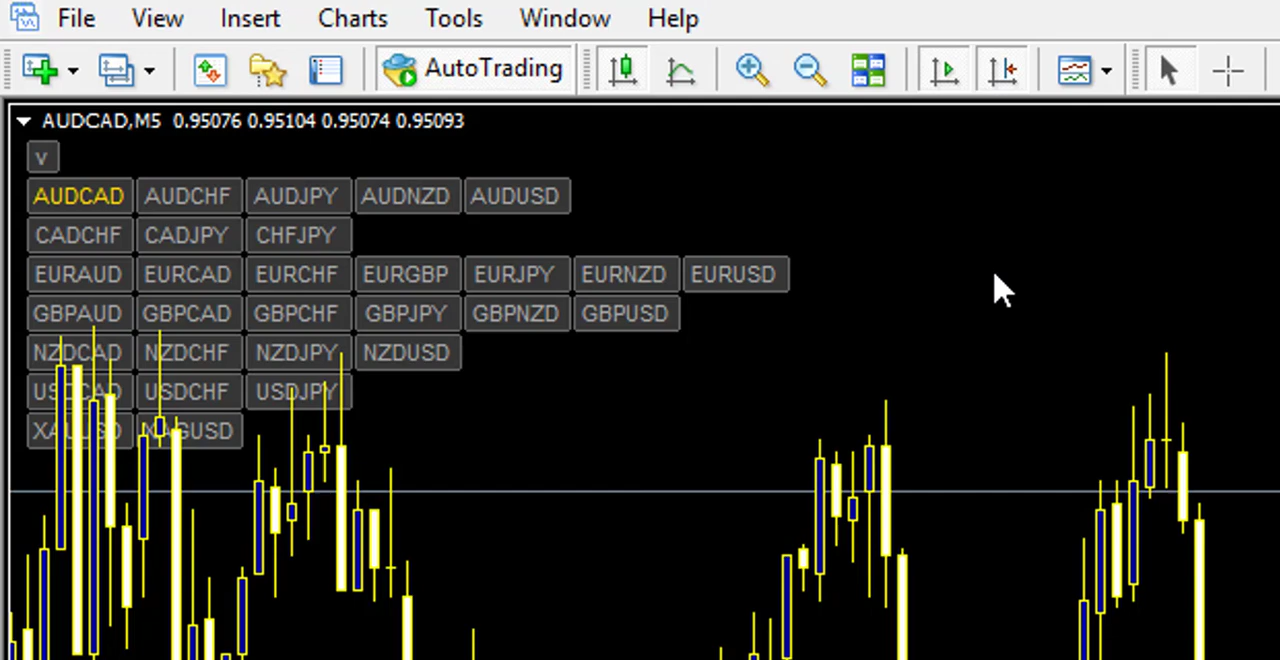 File View Insert Charts Tools Window Help
AutoTrading
AUDCAD,M5 0.95076 0.95104 0.95074 0.95093
v
AUDCAD AUDCHF AUDJPY AUDNZD AUDUSD
CADCHF CADJPY CHFJPY
EURAUD EURCAD EURCHF EURGBP EURJPY EURNZD EURUSD
GBPAUD GBPCAD GBPCHF GBPJPY GBPNZD GBPUSD
NZDCAD NZDCHF NZDJPY NZDUSD
USDCAD USDCHF USDJPY
XAUUSD XAGUSD